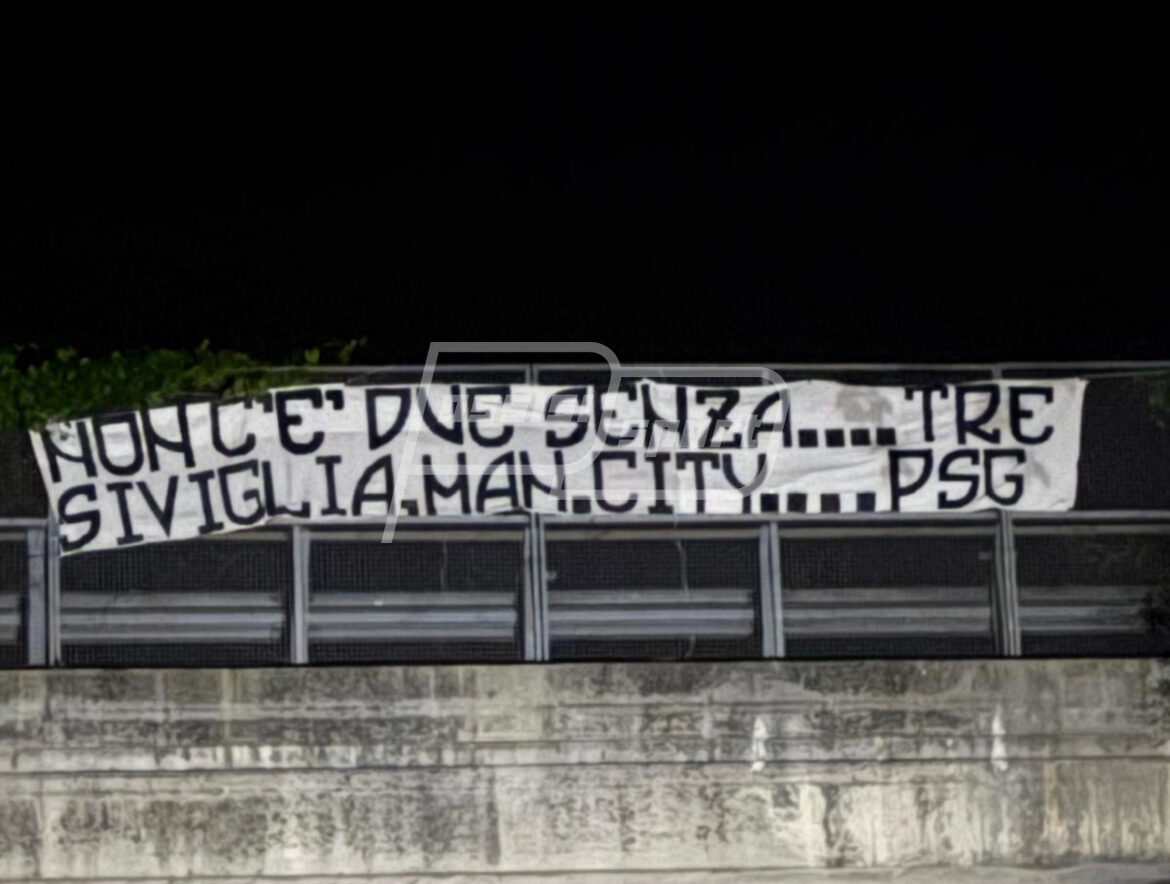 NON C'E' DUE SENZA.... TRE
SIVIGLIA,MAN.CITY..... PSG